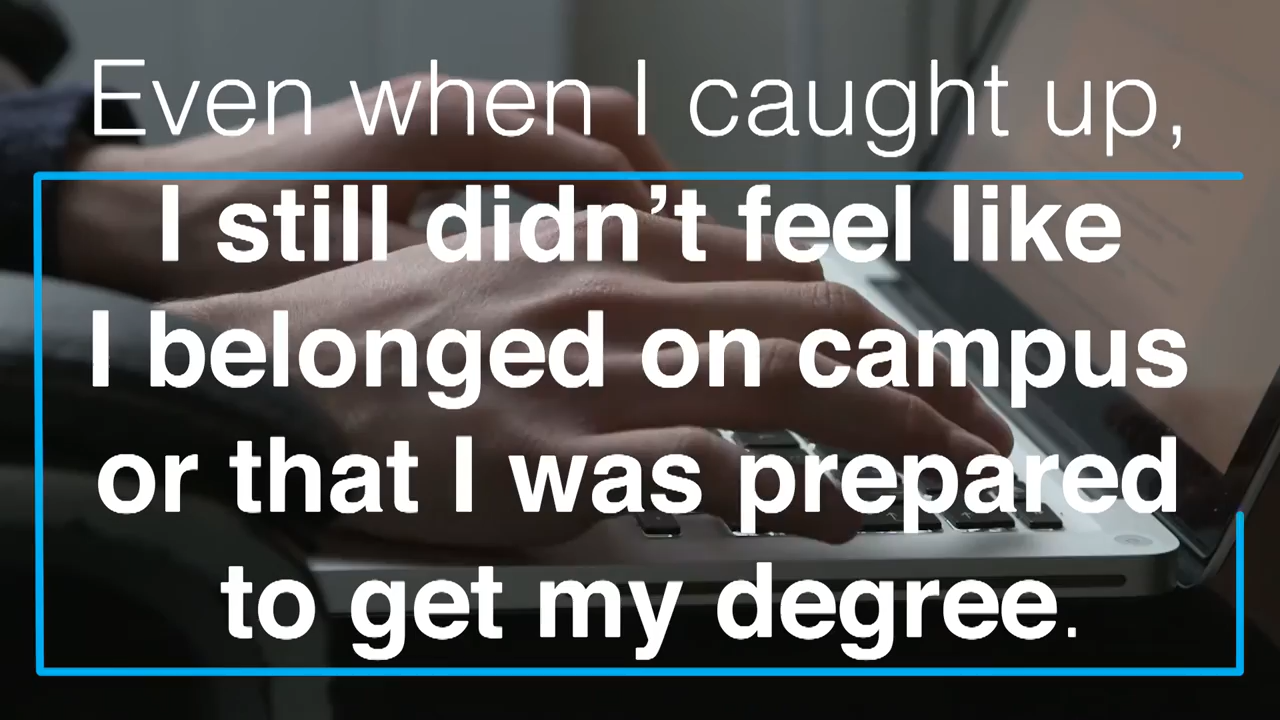 Even when I caught up,
I still didn’t feel like
I belonged on campus
or that I was prepared
to get my degree.